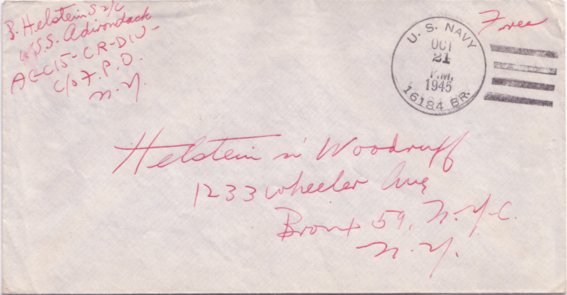 B. Helstein S 2/C
U.S.S. Adirondack
AGC15-CR-DIV-
c/o F.P.O.
N.Y.
Free
U. S. NAVY
OCT
21
P.M.
1945
16184 BR.
Helstein n' Woodruff
1233 Wheeler Ave
Bronx 59, N.Y.C.
N.Y.